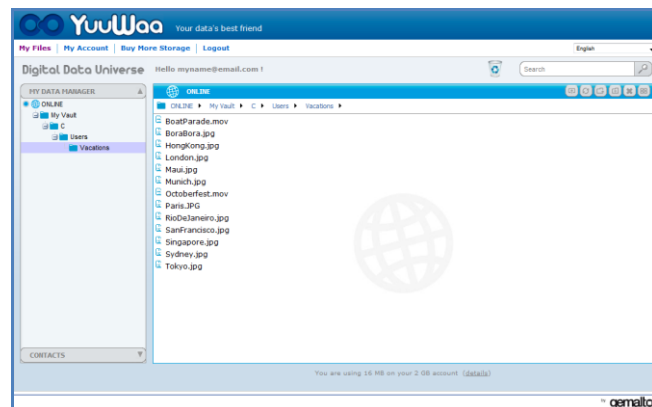 YuuWaa Your data's best friend
My Files | My Account | Buy More Storage | Logout
English
Digital Data Universe
Hello myname@email.com !
Search
MY DATA MANAGER
ONLINE
My Vault
C
Users
Vacations
CONTACTS
ONLINE
ONLINE My Vault C Users Vacations
BoatParade.mov
BoraBora.jpg
HongKong.jpg
London.jpg
Maui.jpg
Munich.jpg
Octoberfest.mov
Paris.JPG
RioDeJaneiro.jpg
SanFrancisco.jpg
Singapore.jpg
Sydney.jpg
Tokyo.jpg
You are using 16 MB on your 2 GB account (details)
by gemalto